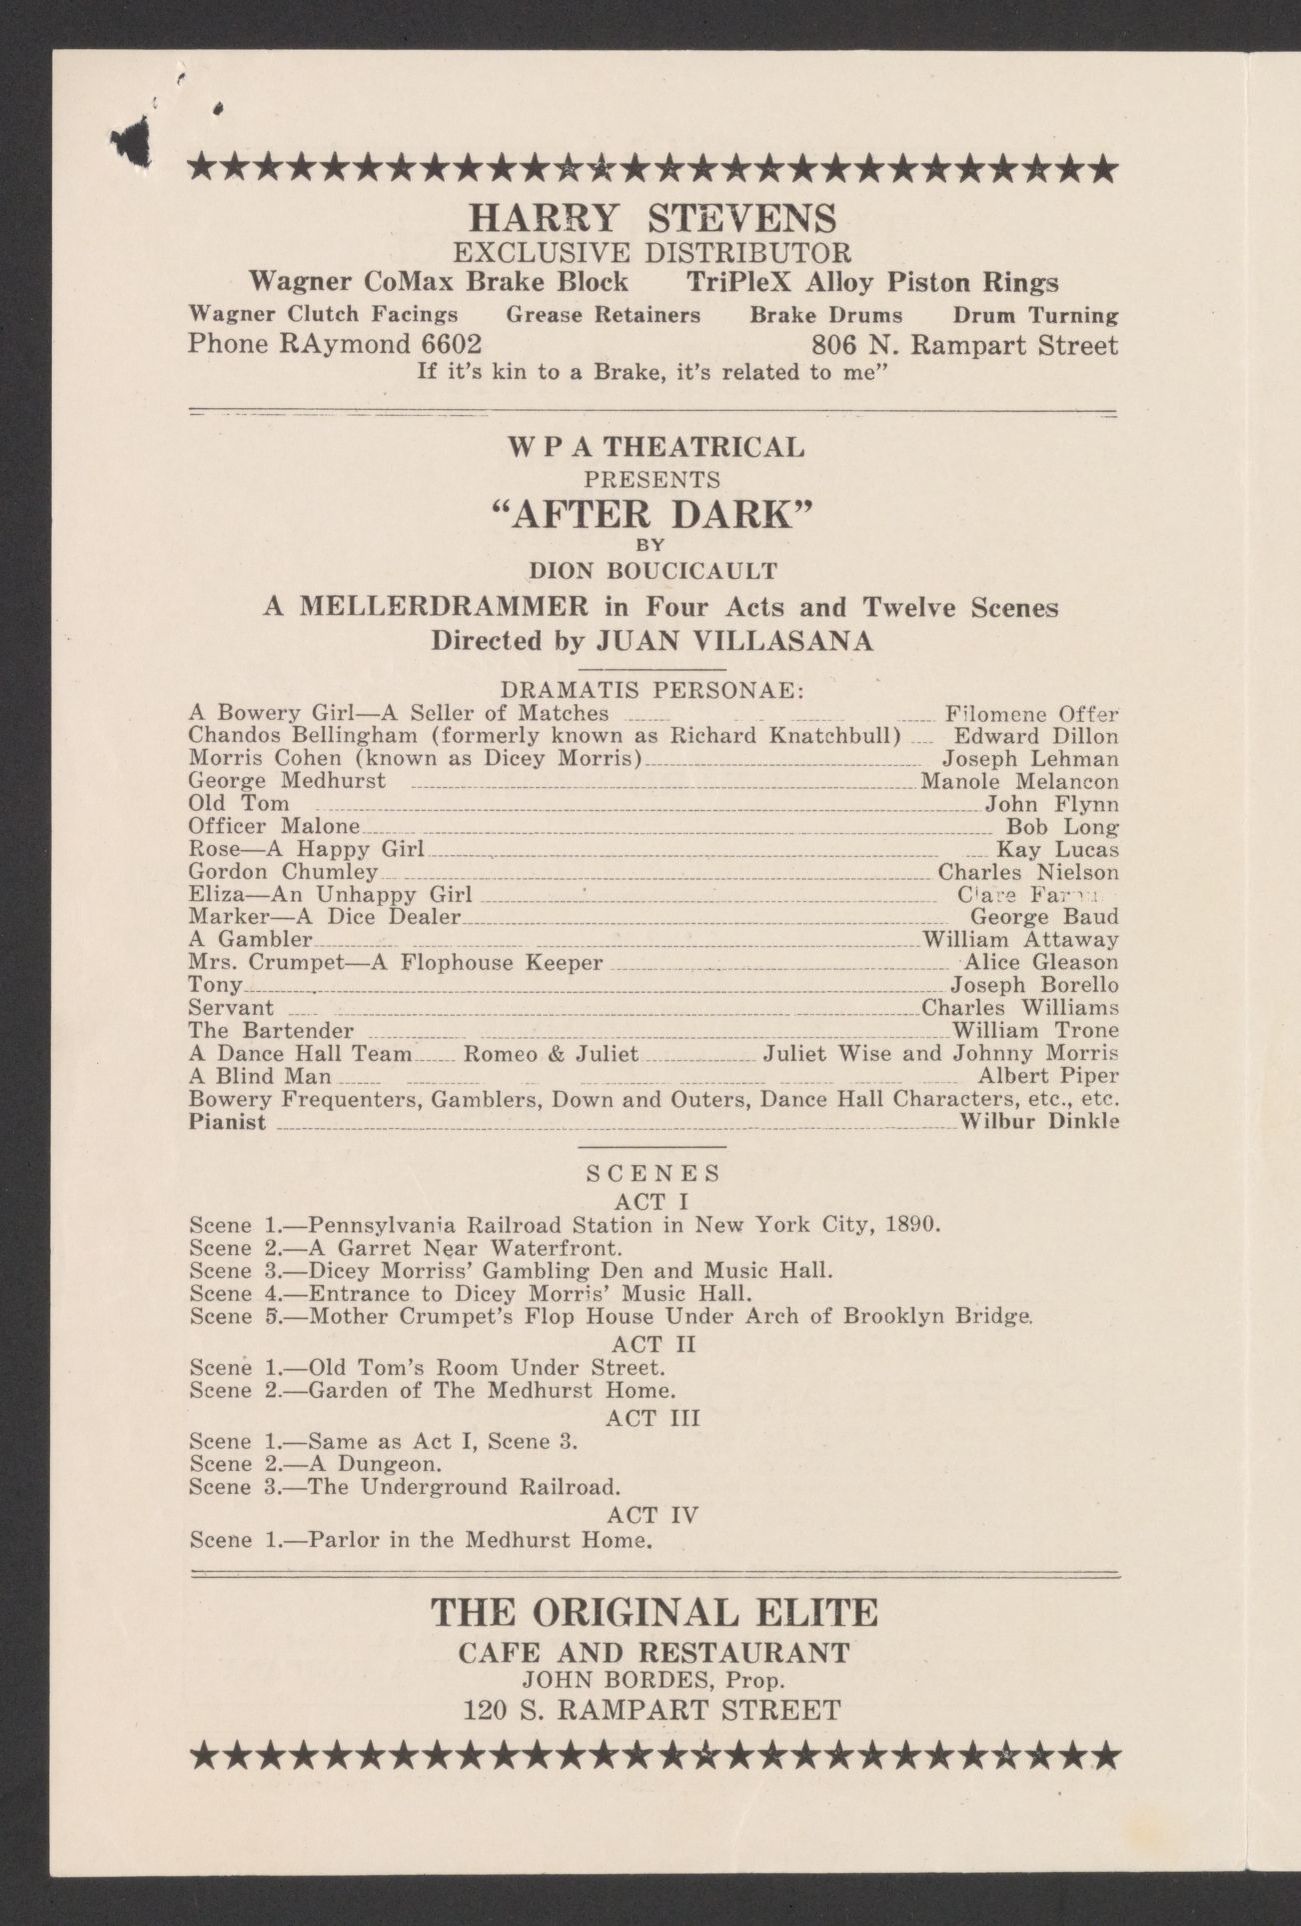 HARRY STEVENS
EXCLUSIVE DISTRIBUTOR
Wagner CoMax Brake Block TriPleX Alloy Piston Rings
Wagner Clutch Facings Grease Retainers Brake Drums Drum Turning
Phone RAymond 6602 806 N. Rampart Street
If it's kin to a Brake, it's related to me”
W P A THEATRICAL
PRESENTS
“AFTER DARK”
BY
DION BOUCICAULT
A MELLERDRAMMER in Four Acts and Twelve Scenes
Directed by JUAN VILLASANA
DRAMATIS PERSONAE:
A Bowery Girl—A Seller of Matches Filomene Offer
Chandos Bellingham (formerly known as Richard Knatchbull) Edward Dillon
Morris Cohen (known as Dicey Morris) Joseph Lehman
George Medhurst Manole Melancon
Old Tom John Flynn
Officer Malone Bob Long
Rose—A Happy Girl Kay Lucas
Gordon Chumley Charles Nielson
Eliza—An Unhappy Girl Clare
Marker—A Dice Dealer George Baud
A Gambler William Attaway
Mrs. Crumpet—A Flophouse Keeper Alice Gleason
Tony Joseph Borello
Servant Charles Williams
The Bartender William Trone
A Dance Hall Team Romeo & Juliet Juliet Wise and Johnny Morris
A Blind Man Albert Piper
Bowery Frequenters, Gamblers, Down and Outers, Dance Hall Characters, etc., etc.
Pianist Wilbur Dinkle
SCENES
ACT I
Scene 1.—Pennsylvania Railroad Station in New York City, 1890.
Scene 2.—A Garret Near Waterfront.
Scene 3.—Dicey Morriss' Gambling Den and Music Hall.
Scene 4.—Entrance to Dicey Morris' Music Hall.
Scene 5.—Mother Crumpet's Flop House Under Arch of Brooklyn Bridge.
ACT II
Scene 1.—Old Tom's Room Under Street.
Scene 2.—Garden of The Medhurst Home.
ACT III
Scene 1.—Same as Act I, Scene 3.
Scene 2.—A Dungeon.
Scene 3.—The Underground Railroad.
ACT IV
Scene 1.—Parlor in the Medhurst Home.
THE ORIGINAL ELITE
CAFE AND RESTAURANT
JOHN BORDES, Prop.
120 S. RAMPART STREET